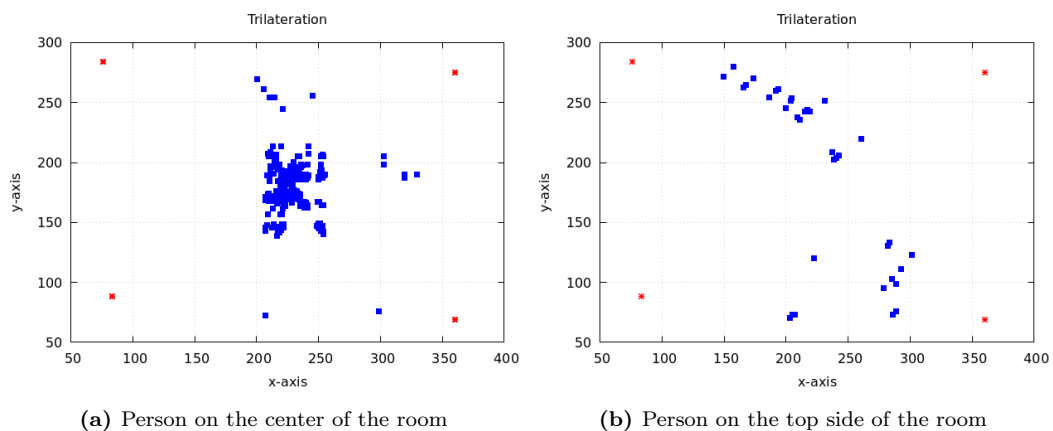 Trilateration
300
250
200
150
100
50
50 100 150 200 250 300 350 400
y-axis
x-axis
(a) Person on the center of the room
Trilateration
300
250
200
150
100
50
50 100 150 200 250 300 350 400
y-axis
x-axis
(b) Person on the top side of the room